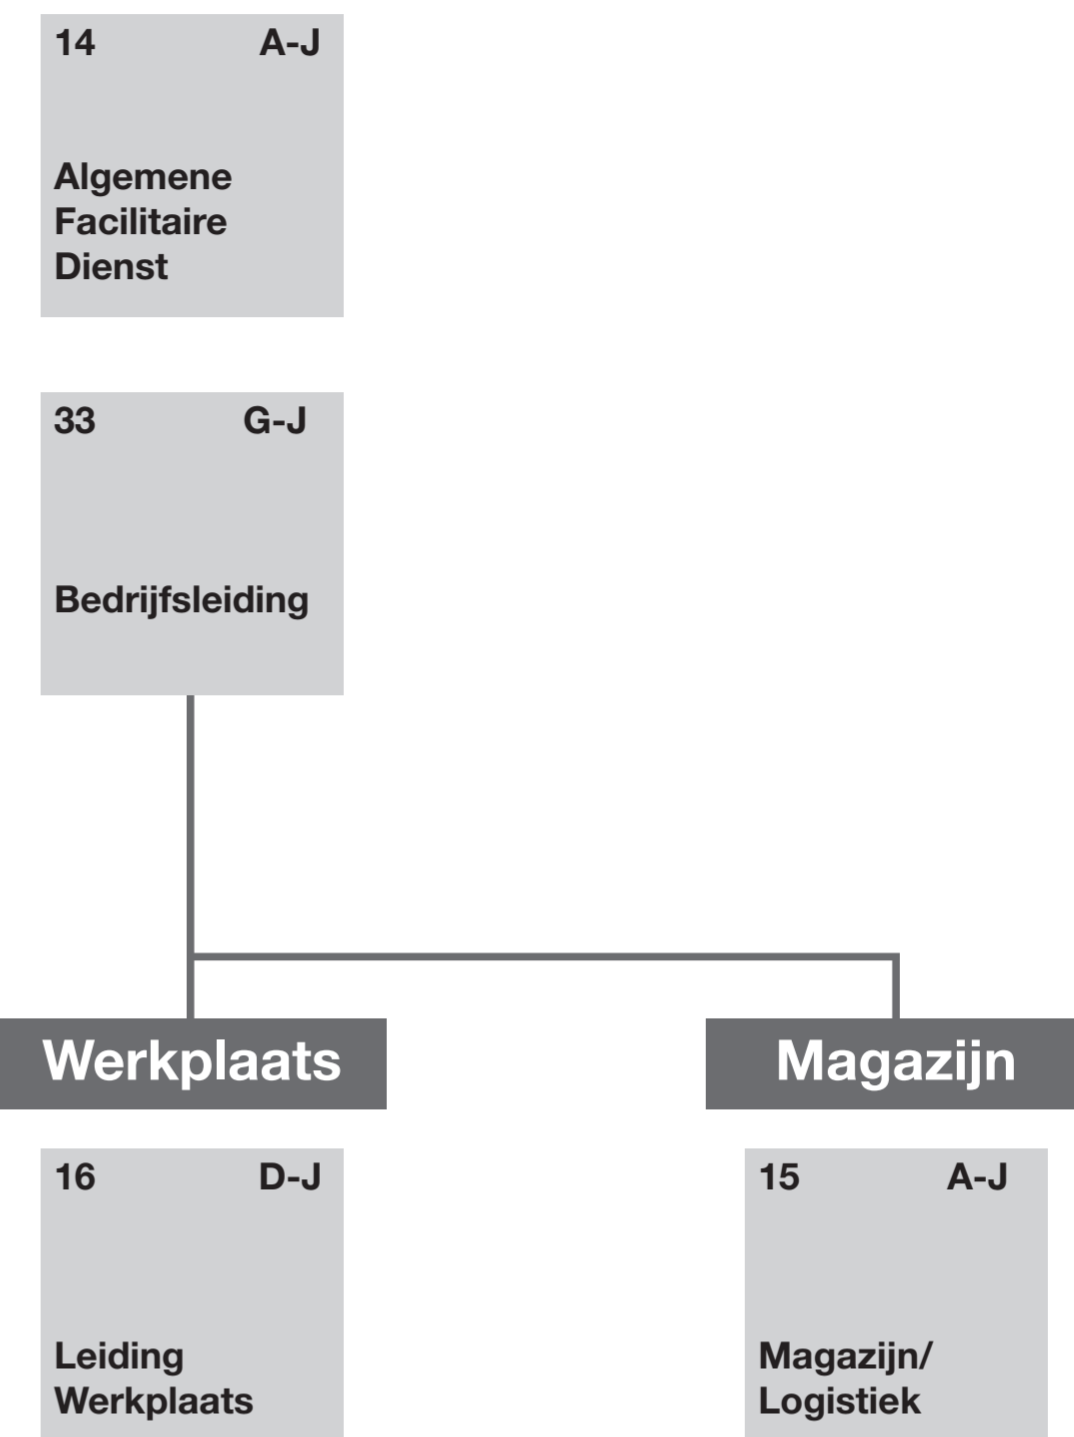 14 A-J
Algemene
Facilitaire
Dienst
33 G-J
Bedrijfsleiding
Werkplaats
Magazijn
16 D-J
Leiding
Werkplaats
15 A-J
Magazijn/
Logistiek